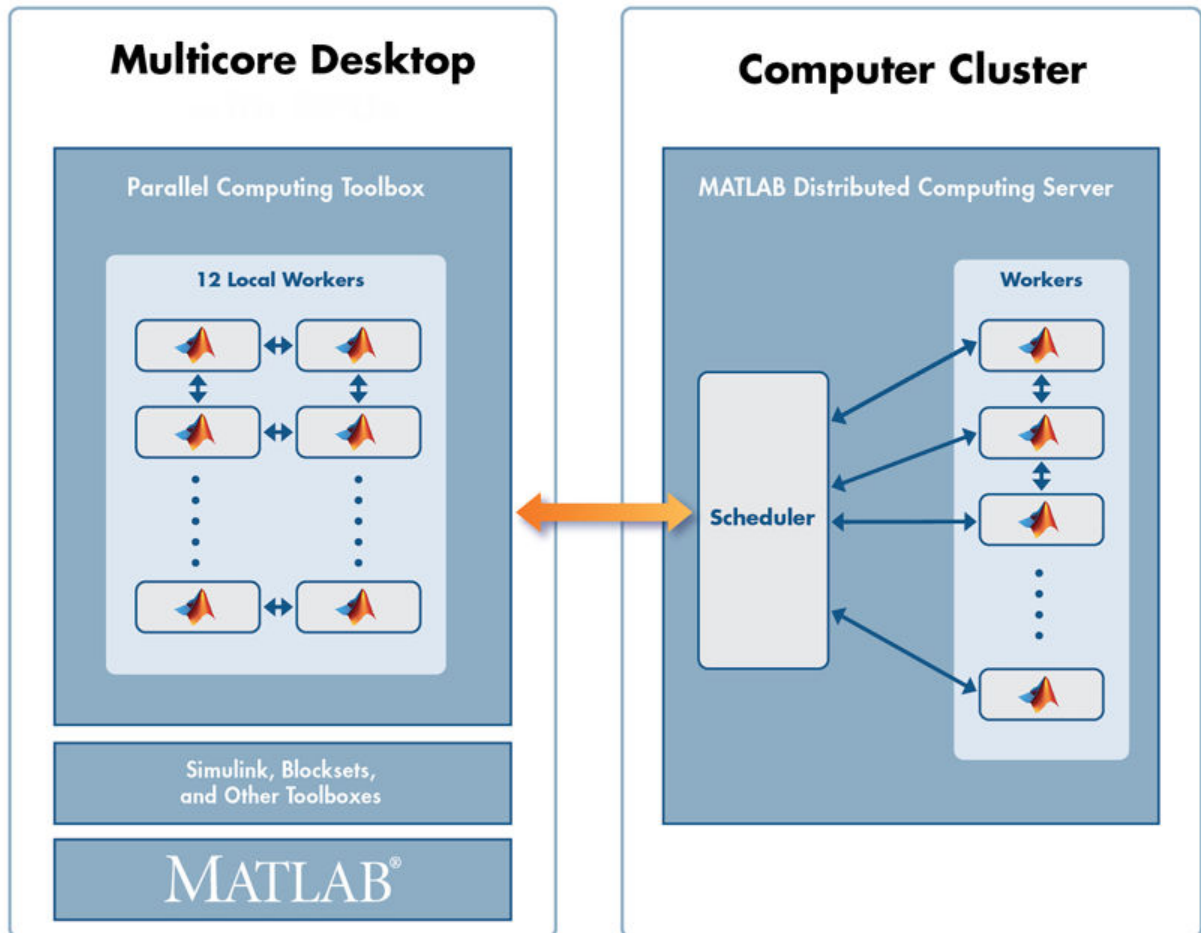 Multicore Desktop
Parallel Computing Toolbox
12 Local Workers
Simulink, Blocksets,
and Other Toolboxes
MATLAB®
Computer Cluster
MATLAB Distributed Computing Server
Scheduler
Workers